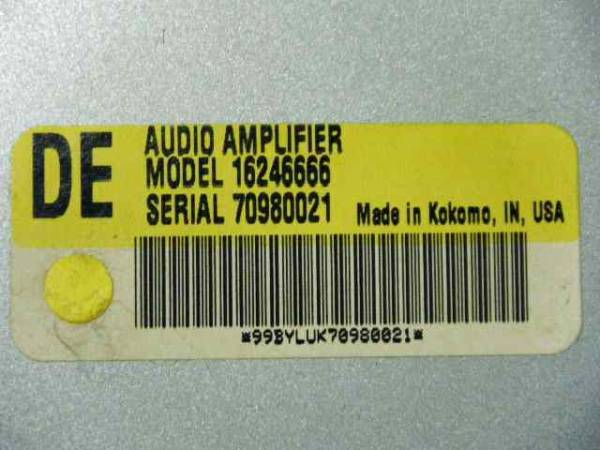 DE
AUDIO AMPLIFIER
MODEL 16246666
SERIAL 70980021 Made in Kokomo, IN, USA
*99BYLUK70980021*